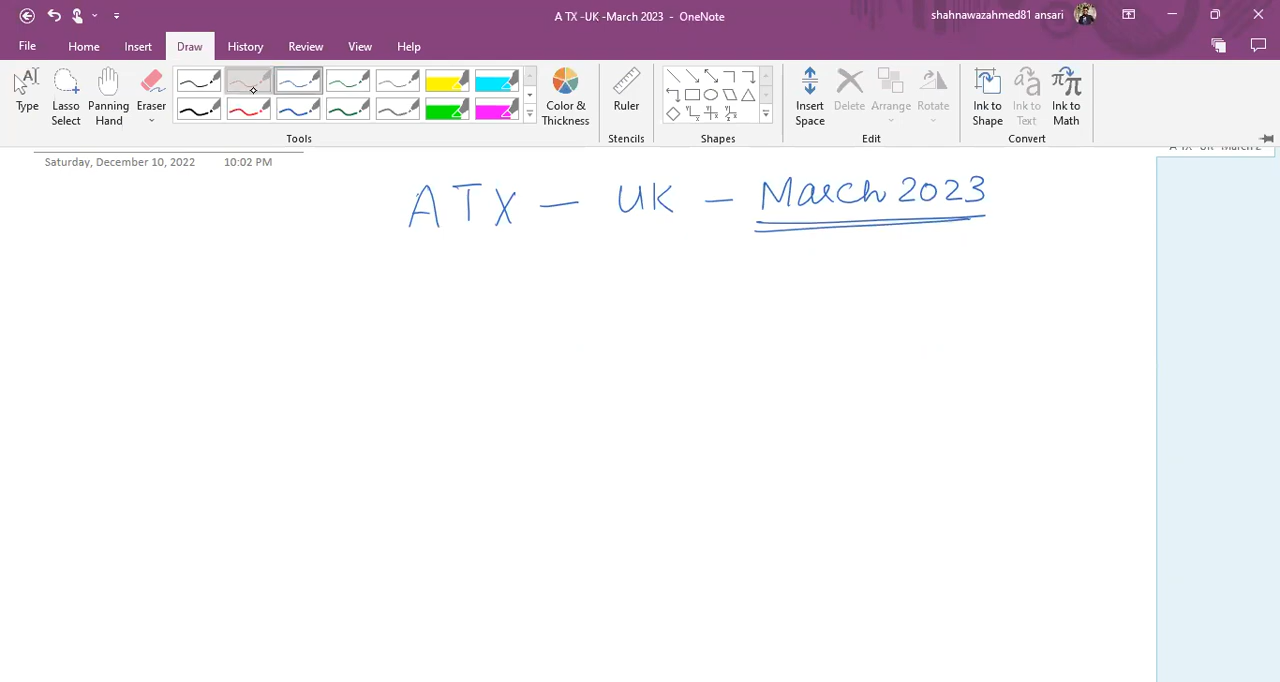 A TX -UK -March 2023 - OneNote
shahnawazahmed81 ansari
File Home Insert Draw History Review View Help
Type
Lasso Select
Panning Hand
Eraser
Color & Thickness
Ruler
Insert Space
Delete
Arrange
Rotate
Ink to Shape
Ink to Text
Ink to Math
Tools Stencils Shapes Edit Convert
Saturday, December 10, 2022 10:02 PM
ATX - UK - March 2023